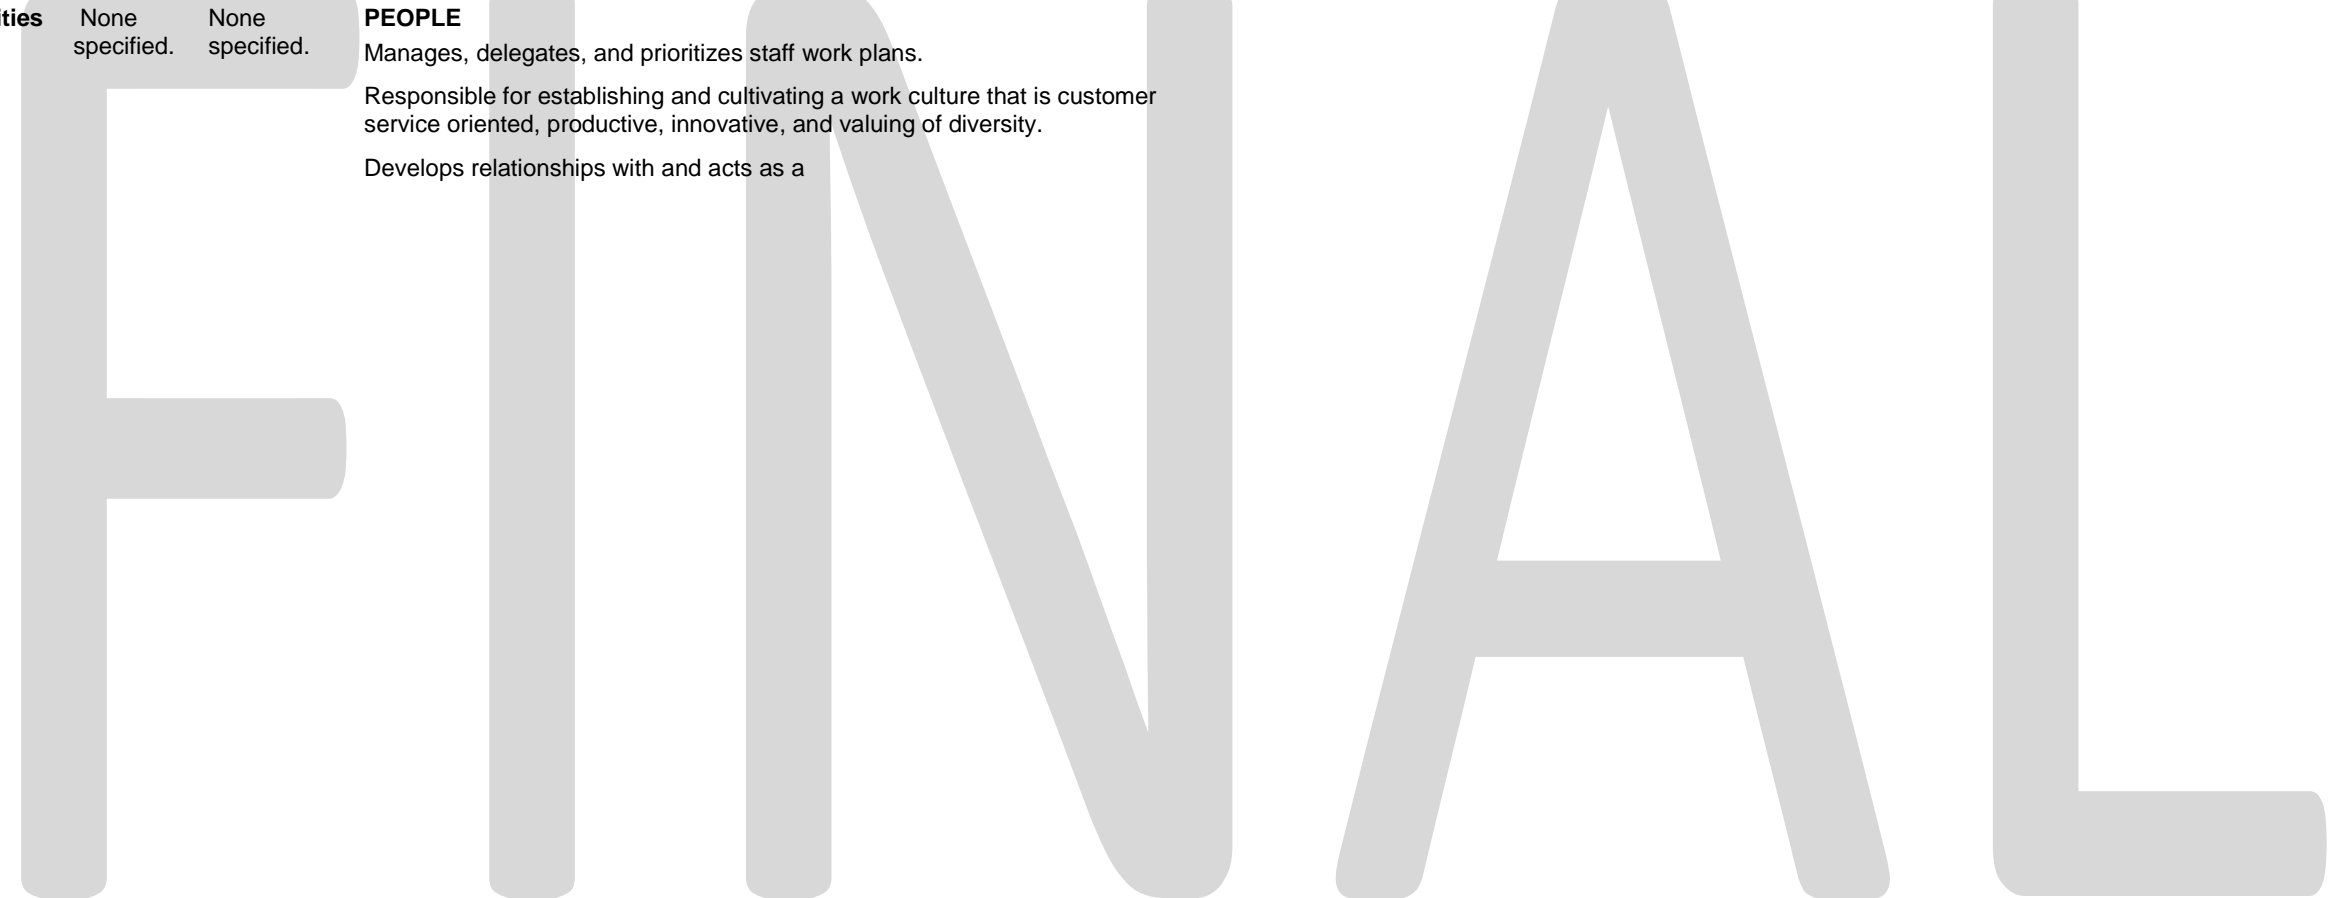 ities None None PEOPLE
specified. specified.
Manages, delegates, and prioritizes staff work plans.
Responsible for establishing and cultivating a work culture that is customer
service oriented, productive, innovative, and valuing of diversity.
Develops relationships with and acts as a
FINAL